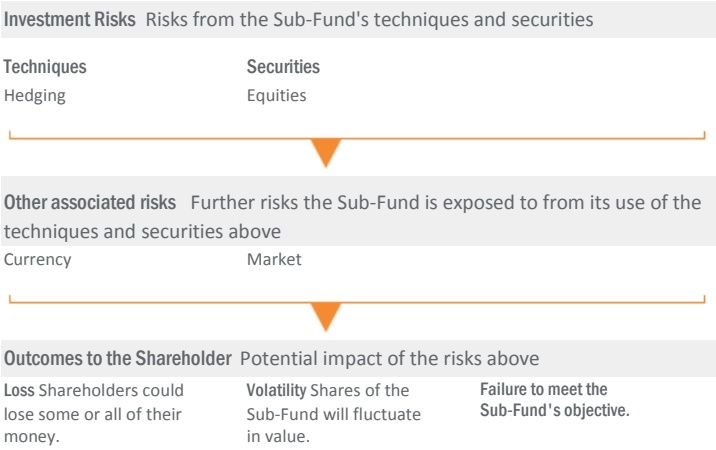 Investment Risks Risks from the Sub-Fund's techniques and securities
Techniques Securities
Hedging Equities
Other associated risks Further risks the Sub-Fund is exposed to from its use of the
techniques and securities above
Currency Market
Outcomes to the Shareholder Potential impact of the risks above
Loss Shareholders could
lose some or all of their
money.
Volatility Shares of the
Sub-Fund will fluctuate
in value.
Failure to meet the
Sub-Fund's objective.